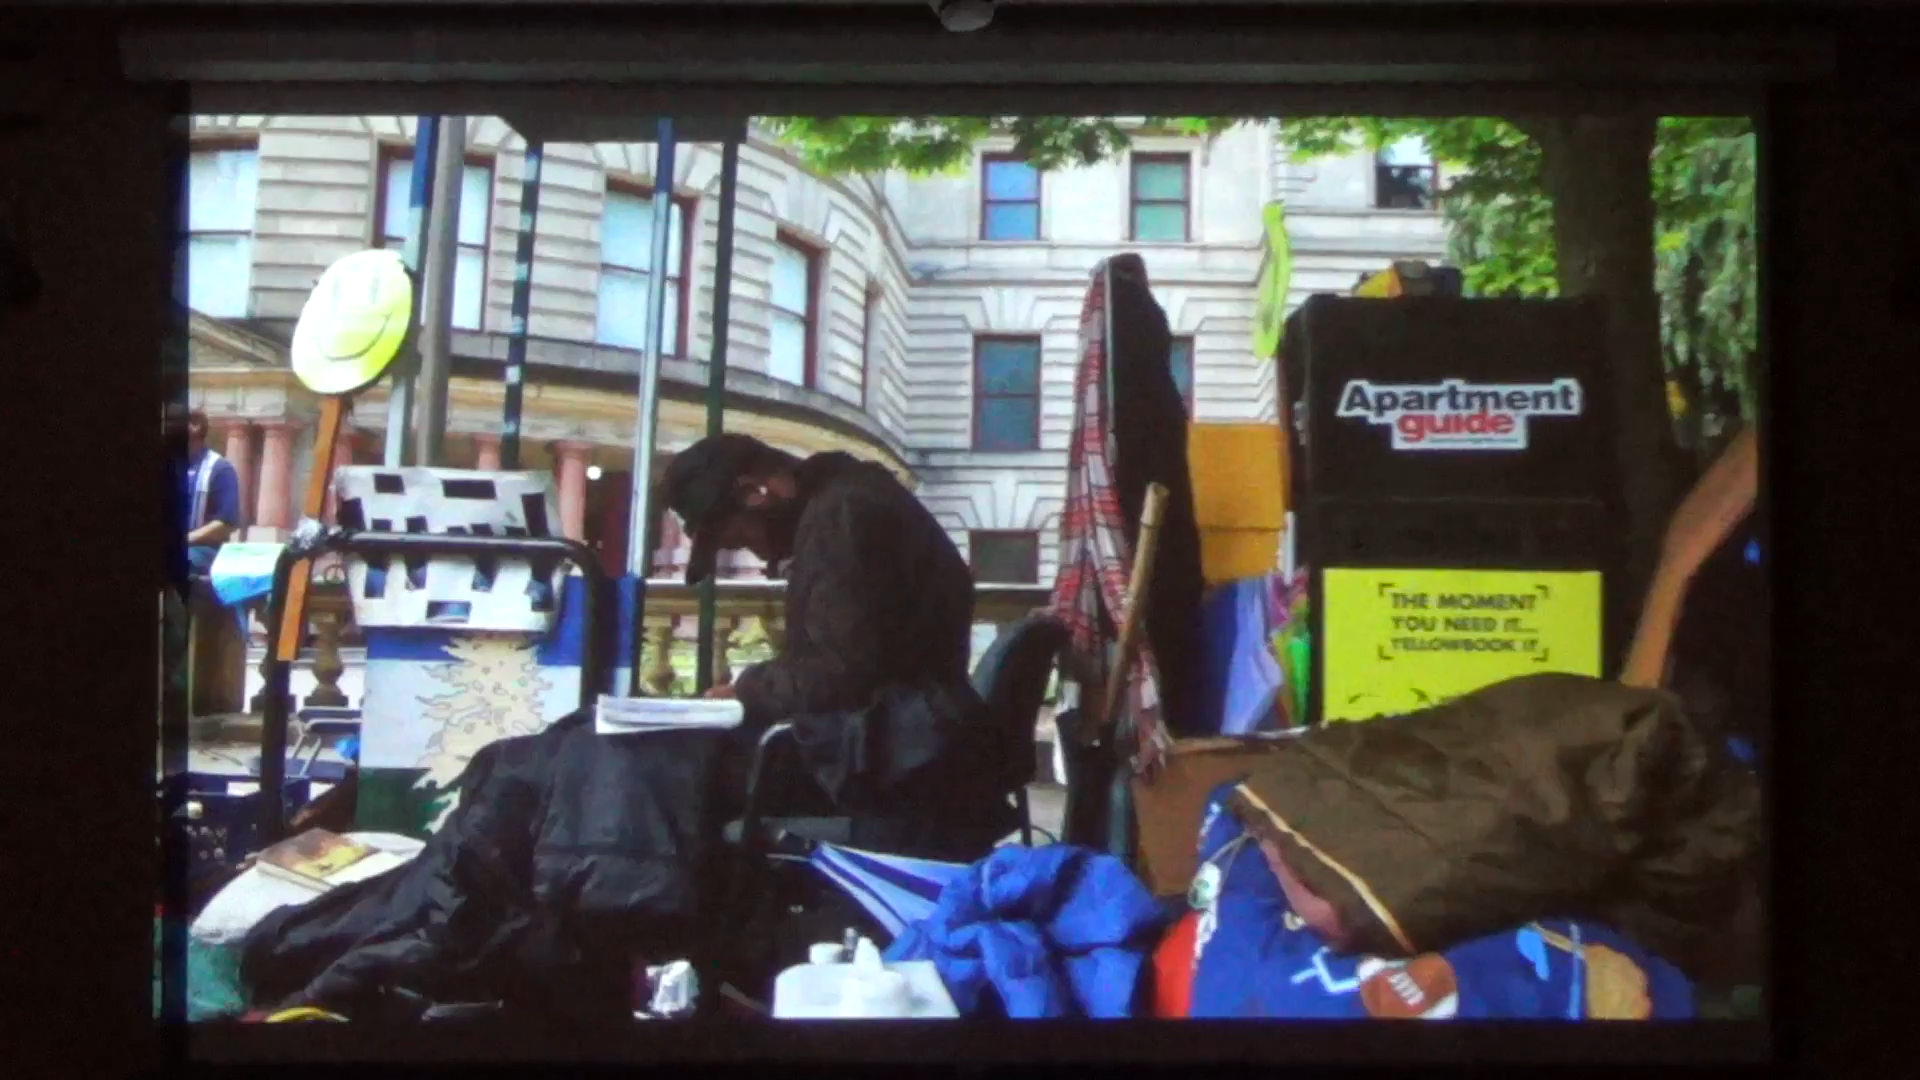 Apartment
guide
THE MOMENT
YOU NEED IT...
YELLOWBOOK IT